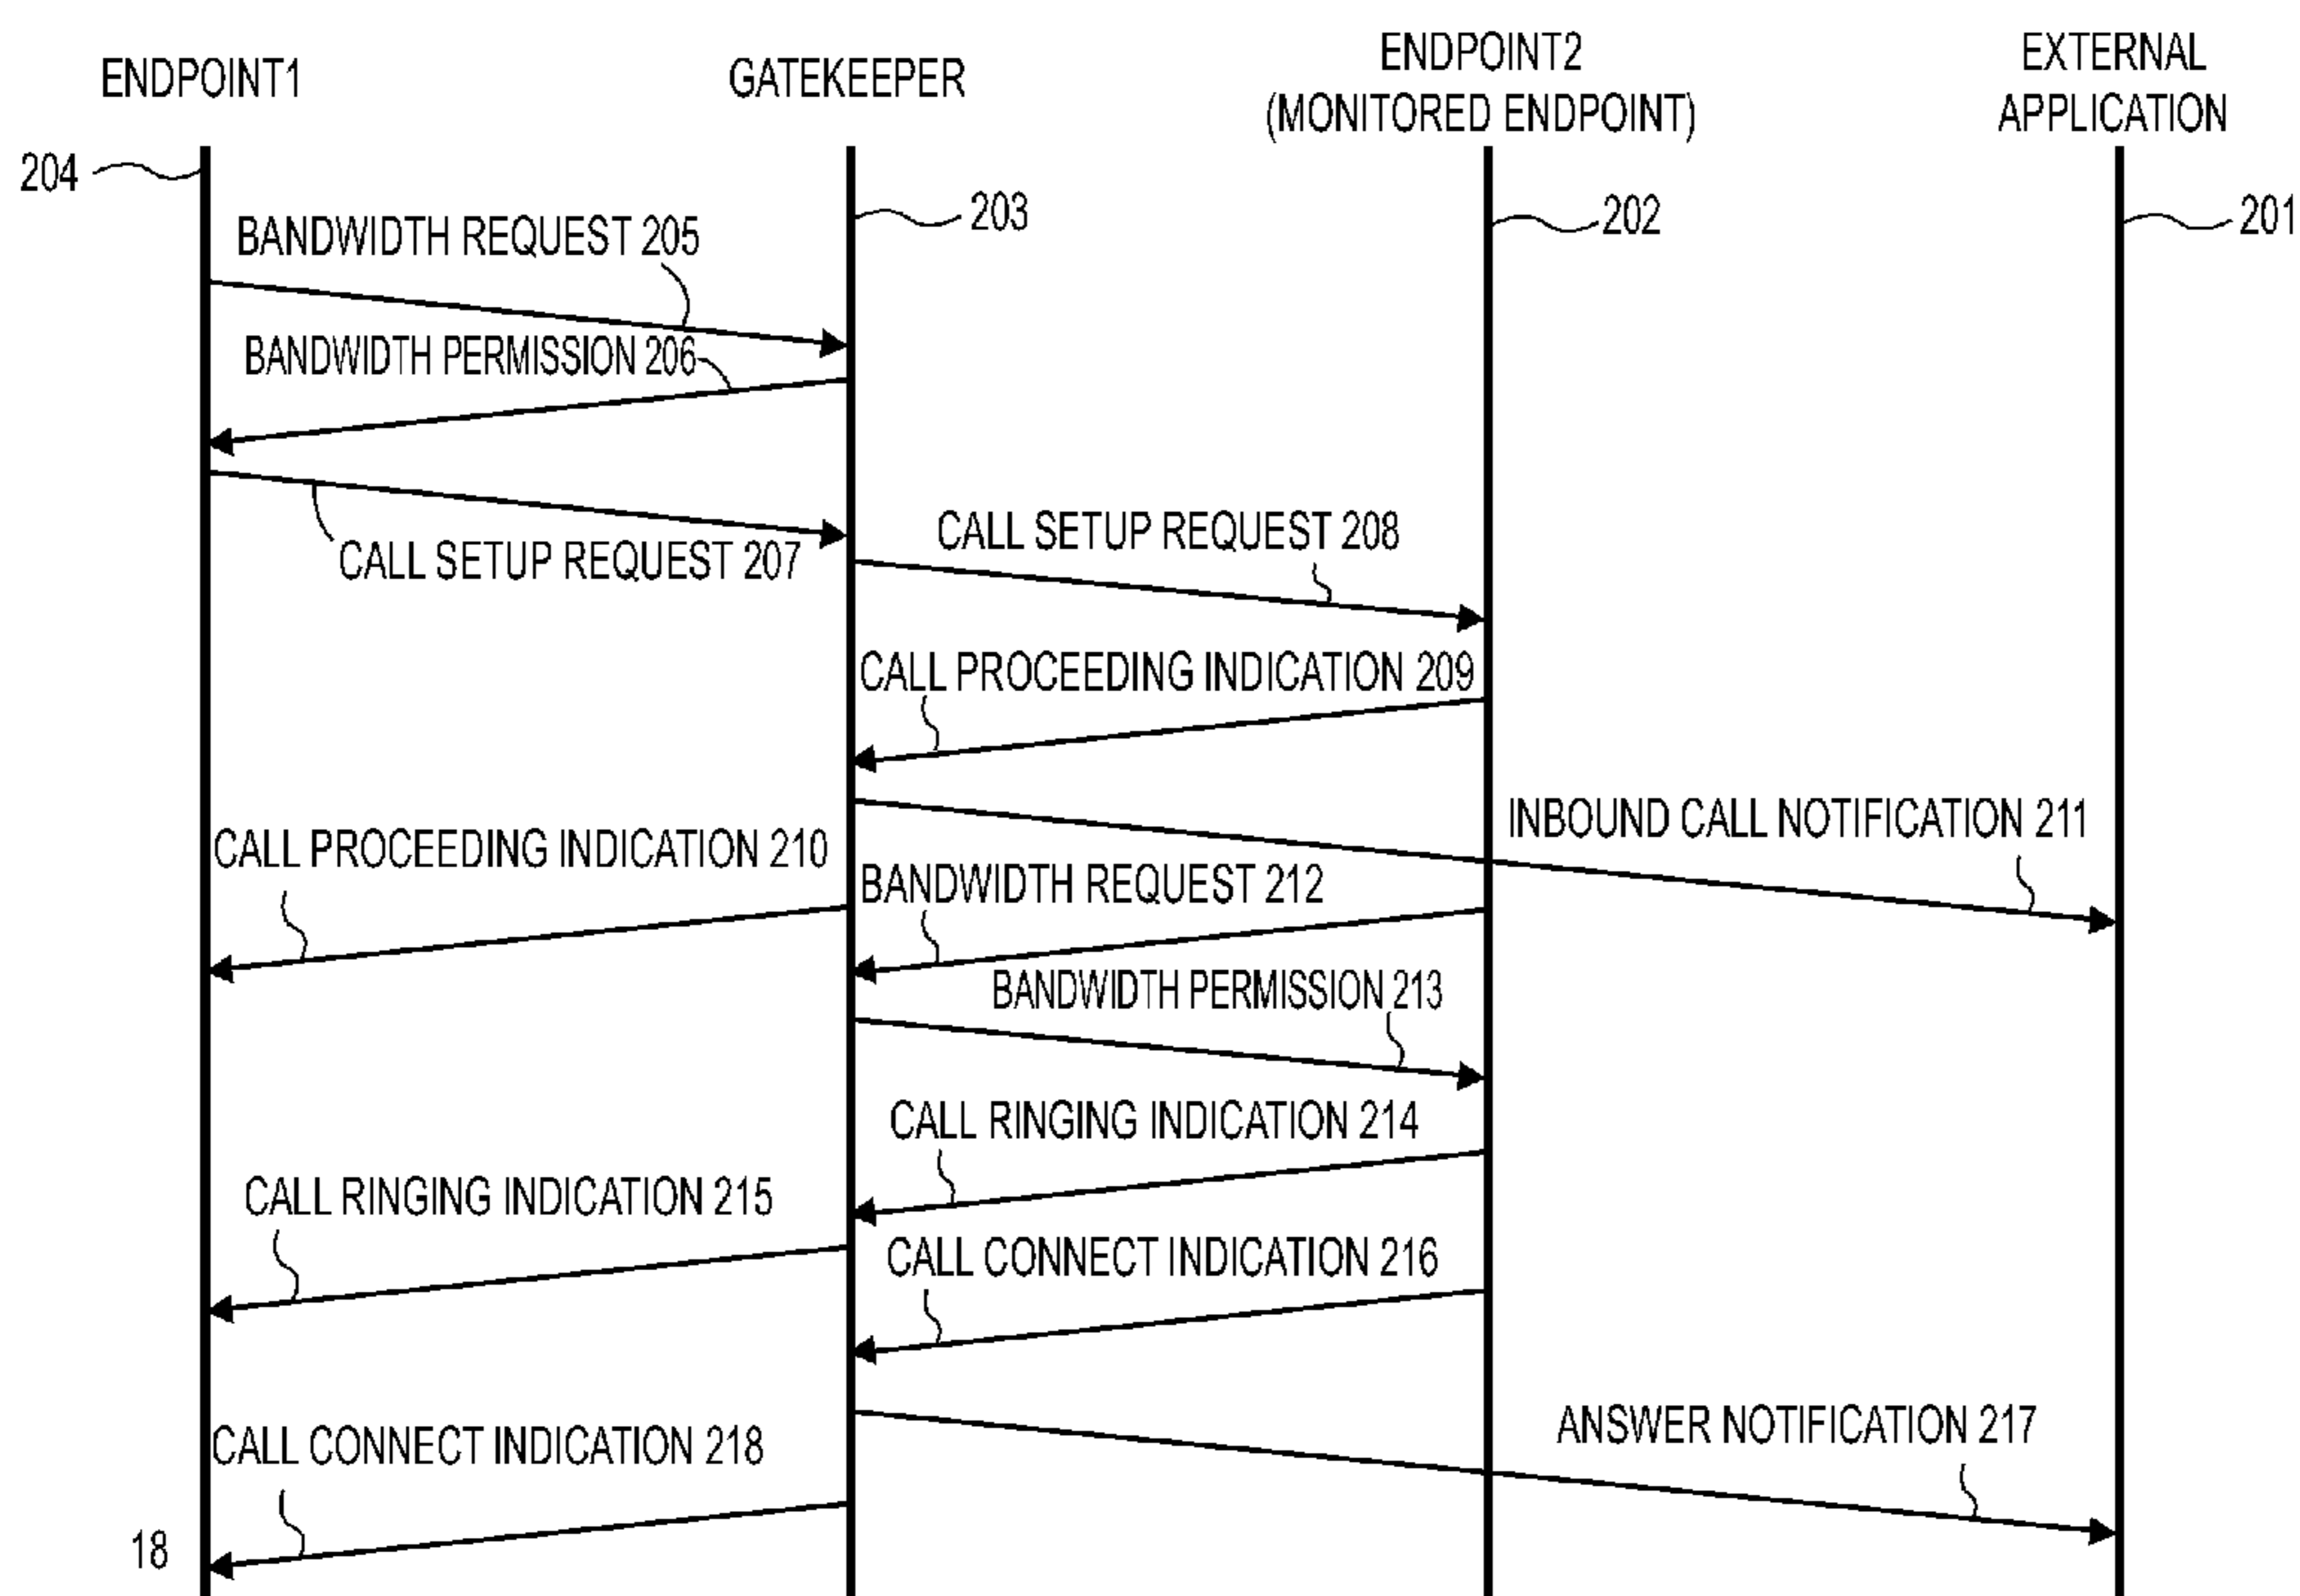 ENDPOINT1
GATEKEEPER
ENDPOINT2
(MONITORED ENDPOINT)
EXTERNAL
APPLICATION
204
203
202
201
BANDWIDTH REQUEST 205
BANDWIDTH PERMISSION 206
CALL SETUP REQUEST 207
CALL SETUP REQUEST 208
CALL PROCEEDING INDICATION 209
INBOUND CALL NOTIFICATION 211
CALL PROCEEDING INDICATION 210
BANDWIDTH REQUEST 212
BANDWIDTH PERMISSION 213
CALL RINGING INDICATION 214
CALL RINGING INDICATION 215
CALL CONNECT INDICATION 216
ANSWER NOTIFICATION 217
CALL CONNECT INDICATION 218
18